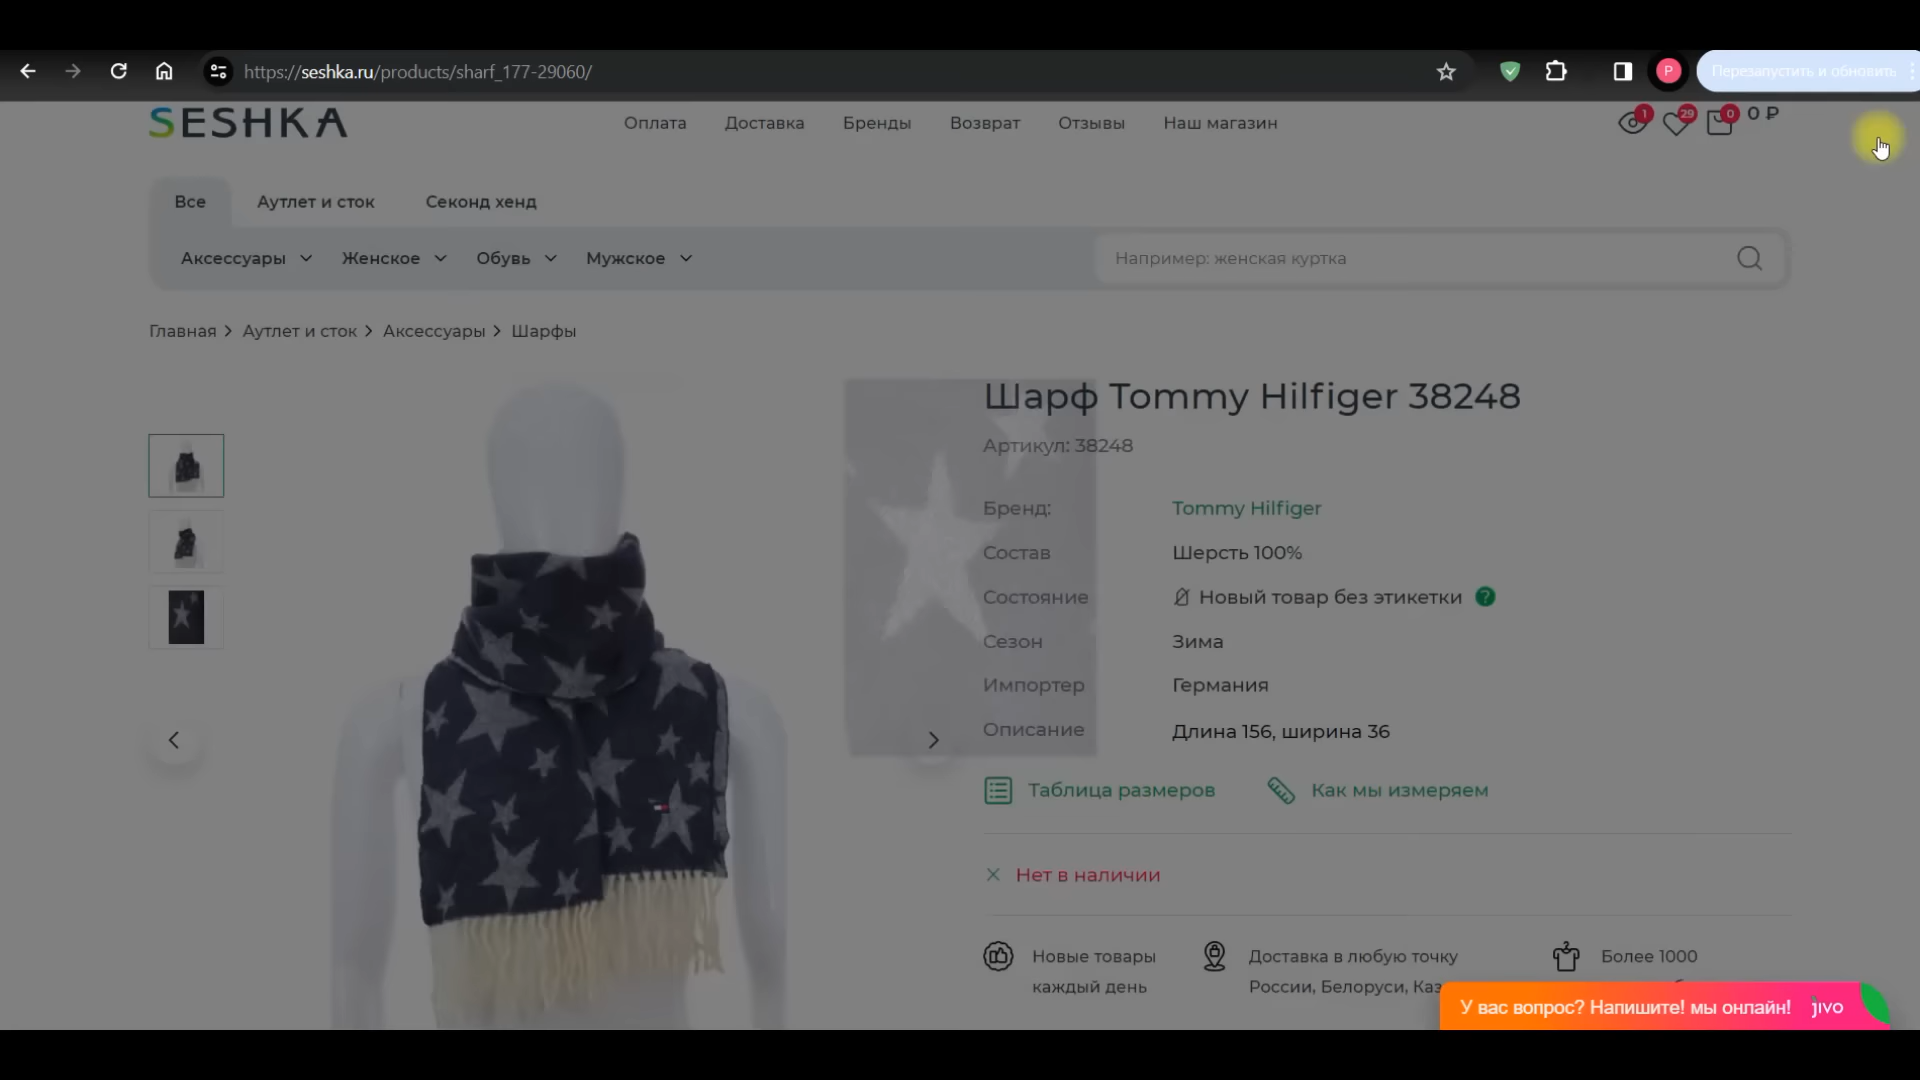 https://seshka.ru/products/sharf_177-29060/
P
Перезапустить и обновить
SESHKA
Оплата Доставка Бренды Возврат Отзывы Наш магазин
1 29 0 0 ₽
Все Аутлет и сток Секонд хенд
Аксессуары Женское Обувь Мужское
Например: женская куртка
Главная > Аутлет и сток > Аксессуары > Шарфы
Шарф Tommy Hilfiger 38248
Артикул: 38248
Бренд: Tommy Hilfiger
Состав Шерсть 100%
Состояние Новый товар без этикетки ?
Сезон Зима
Импортер Германия
Описание Длина 156, ширина 36
Таблица размеров Как мы измеряем
Нет в наличии
Новые товары Доставка в любую точку Более 1000
каждый день России, Белоруси, Каз
У вас вопрос? Напишите! мы онлайн! jivo